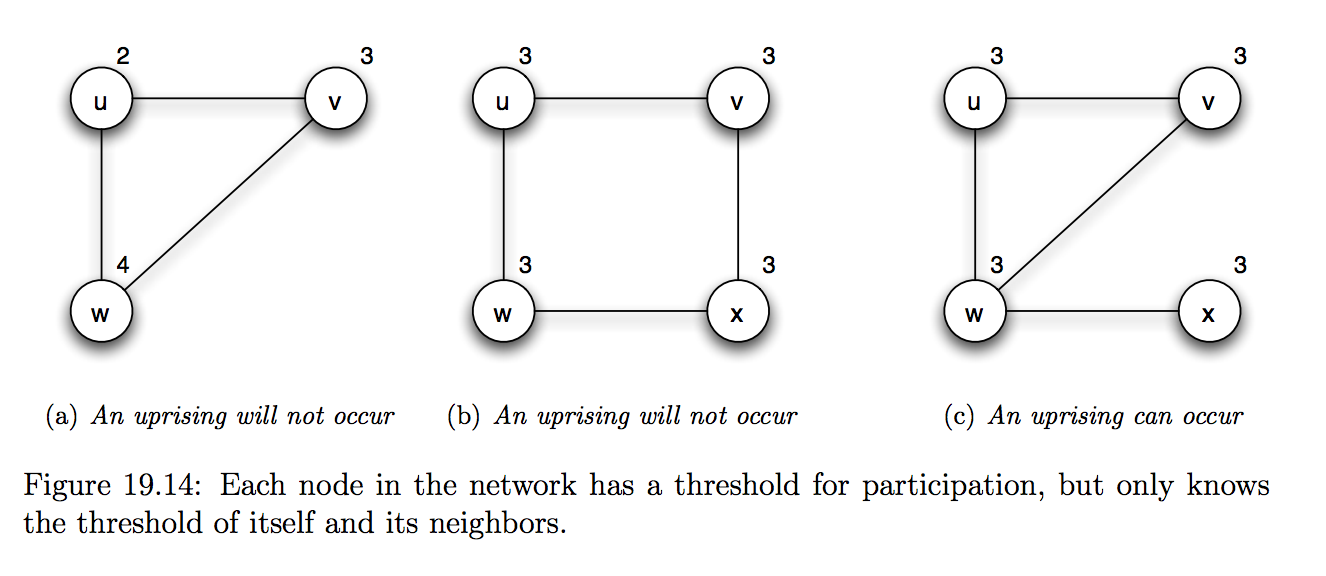 2 3 3 3 3 3
u v u v u v
4 3 3 3 3
w w x w x
(a) An uprising will not occur (b) An uprising will not occur (c) An uprising can occur
Figure 19.14: Each node in the network has a threshold for participation, but only knows
the threshold of itself and its neighbors.